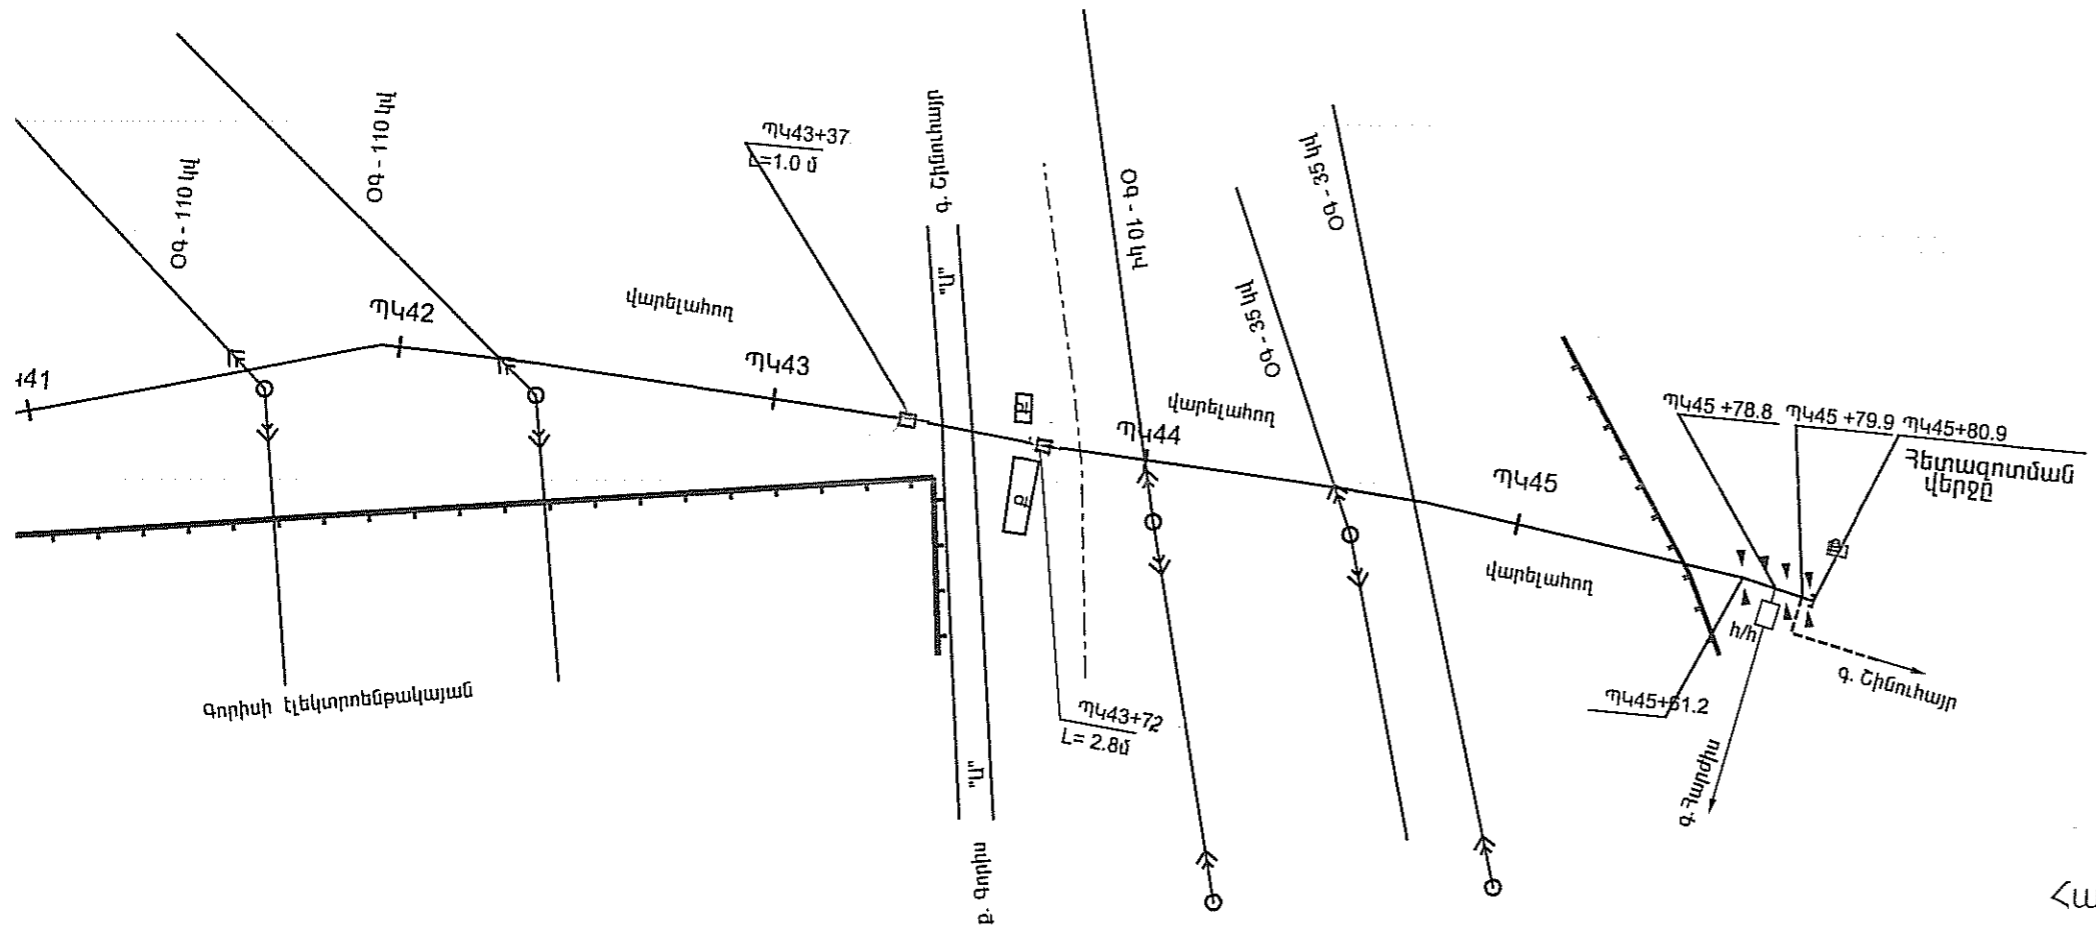 Օգ - 110 կվ
Օգ - 110 կվ
ՊԿ43+37
Լ=1.0 մ
գ. Շինուհայր
„Ո„
Օգ - 10 կվ
Օգ - 35 կվ
Օգ - 35 կվ
ՊԿ42
վարելահող
ՊԿ43
կ41
ՊԿ44
վարելահող
ՊԿ45
վարելահող
ՊԿ45 +78.8
ՊԿ45 +79.9
ՊԿ45+80.9
Հետազոտման
վերջը
հ/հ
գ. Շինուհայր
ՊԿ45+61.2
գ. Հարժիս
Գորիսի էլեկտրոենթակայան
ՊԿ43+72
Լ= 2.8մ
„Ո„
Հա